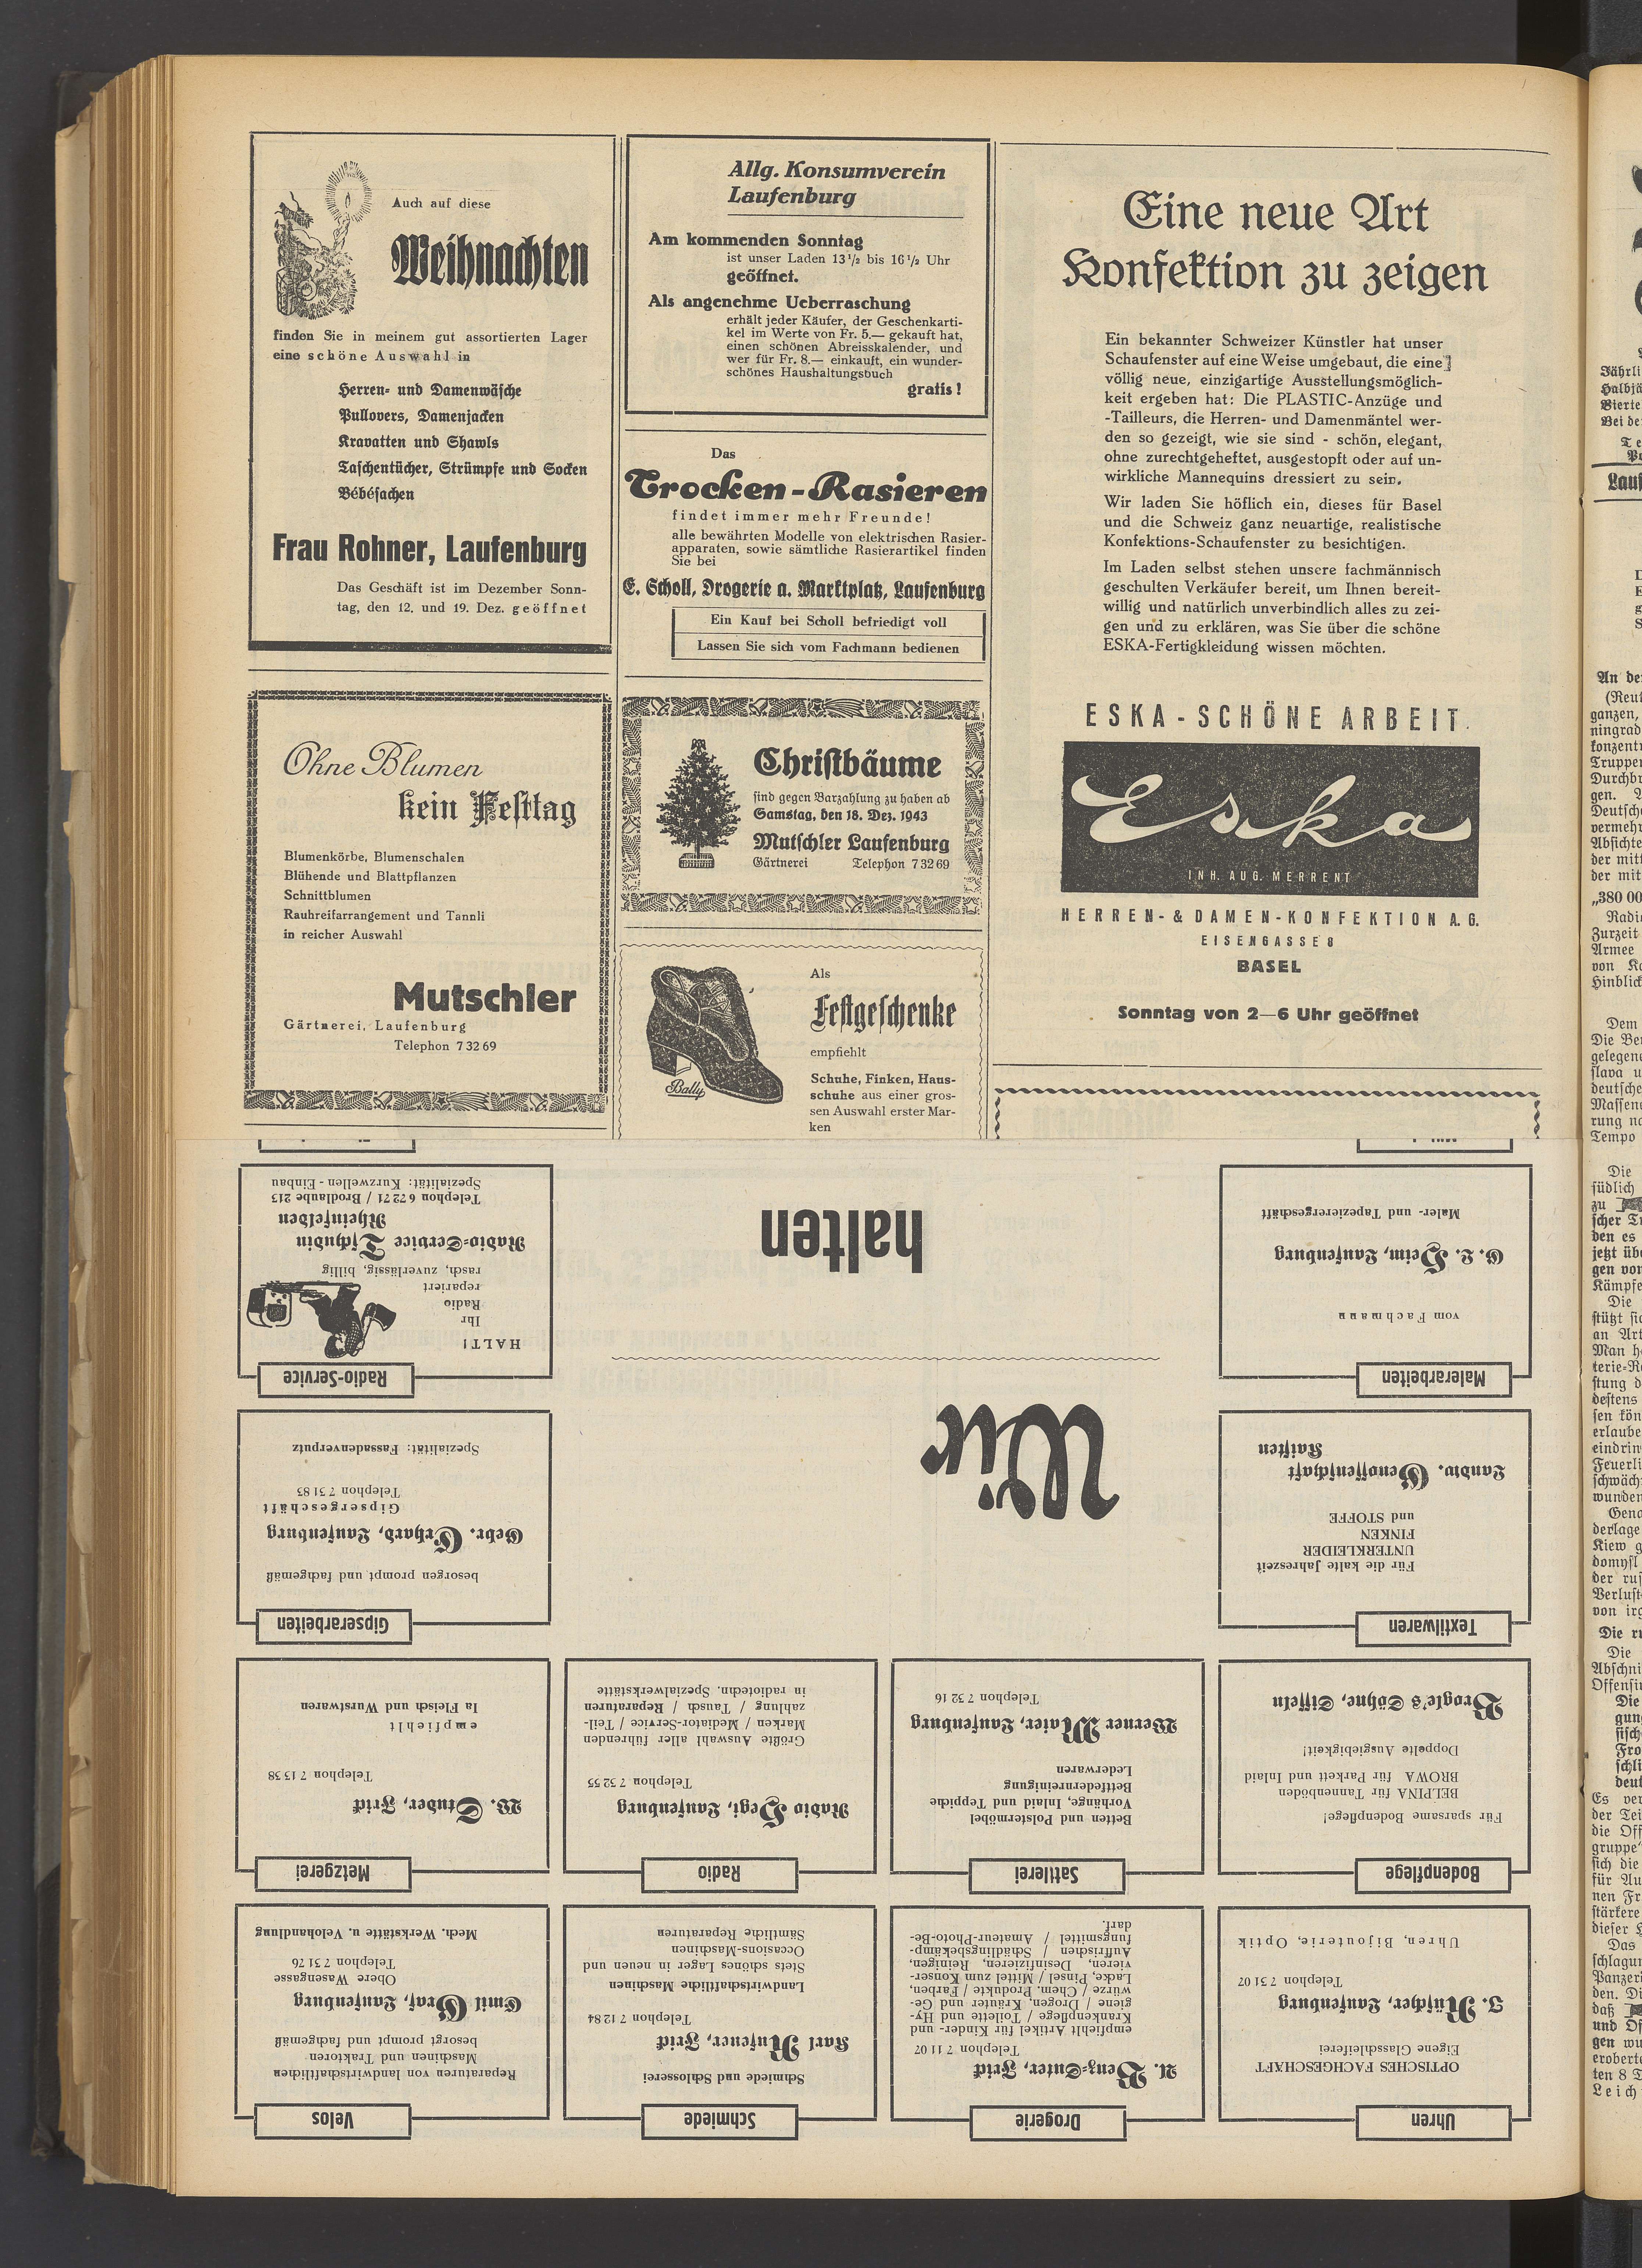 Auch auf diese
Weihnachten
finden Sie in meinem gut assortierten Lager
eine schöne Auswahl in
Herren- und Damenwäsche
Pullovers, Damenjacken
Kravatten und Shawls
Taschentücher, Strümpfe und Socken
Bébésachen
Frau Rohner, Laufenburg
Das Geschäft ist im Dezember Sonn-
tag, den 12. und 19. Dez. geöffnet
Ohne Blumen
kein Festtag
Blumenkörbe, Blumenschalen
Blühende und Blattpflanzen
Schnittblumen
Rauhreifarrangement und Tannli
in reicher Auswahl
Mutschler
Gärtnerei, Laufenburg
Telephon 7 32 69
Allg. Konsumverein
Laufenburg
Am kommenden Sonntag
ist unser Laden 13½ bis 16½ Uhr
geöffnet.
Als angenehme Ueberraschung
erhält jeder Käufer, der Geschenkarti-
kel im Werte von Fr. 5.— gekauft hat,
einen schönen Abreisskalender, und
wer für Fr. 8.— einkauft, ein wunder-
schönes Haushaltungsbuch
gratis!
Das
Trocken-Rasieren
findet immer mehr Freunde!
alle bewährten Modelle von elektrischen Rasier-
apparaten, sowie sämtliche Rasierartikel finden
Sie bei
E. Scholl, Drogerie a. Marktplatz, Laufenburg
Ein Kauf bei Scholl befriedigt voll
Lassen Sie sich vom Fachmann bedienen
Christbäume
sind gegen Barzahlung zu haben ab
Samstag, den 18. Dez. 1943
Mutschler Laufenburg
Gärtnerei Telephon 7 32 69
Als
Festgeschenke
empfiehlt
Schuhe, Finken, Haus-
schuhe aus einer gros-
sen Auswahl erster Mar-
ken
Bally
Eine neue Art
Konfektion zu zeigen
Ein bekannter Schweizer Künstler hat unser
Schaufenster auf eine Weise umgebaut, die eine
völlig neue, einzigartige Ausstellungsmöglich-
keit ergeben hat: Die PLASTIC-Anzüge und
-Tailleurs, die Herren- und Damenmäntel wer-
den so gezeigt, wie sie sind - schön, elegant,
ohne zurechtgeheftet, ausgestopft oder auf un-
wirkliche Mannequins dressiert zu sein.
Wir laden Sie höflich ein, dieses für Basel
und die Schweiz ganz neuartige, realistische
Konfektions-Schaufenster zu besichtigen.
Im Laden selbst stehen unsere fachmännisch
geschulten Verkäufer bereit, um Ihnen bereit-
willig und natürlich unverbindlich alles zu zei-
gen und zu erklären, was Sie über die schöne
ESKA-Fertigkleidung wissen möchten.
ESKA-SCHÖNE ARBEIT
Eska
INH. AUG. MERRENT
HERREN- & DAMEN-KONFEKTION A.G.
EISENGASSE 8
BASEL
Sonntag von 2—6 Uhr geöffnet
Uhren
OPTISCHES FACHGESCHÄFT
Eigene Glasschleiferei
J. Rüscher, Laufenburg
Telephon 7 31 07
Uhren, Bijouterie, Optik
Drogerie
A. Benz-Suter, Frick
Telephon 7 11 07
empfiehlt Artikel für Kinder- und
Krankenpflege / Toilette und Hy-
giene / Drogen, Kräuter und Ge-
würze / Chem. Produkte / Farben,
Lacke, Pinsel / Mittel zum Konser-
vieren, Desinfizieren, Reinigen,
Auffrischen / Schädlingsbekämp-
fungsmittel / Amateur-Photo-Be-
darf.
Schmiede
Schmiede und Schlosserei
Karl Rufener, Frick
Telephon 7 12 84
Landwirtschaftliche Maschinen
Stets schönes Lager in neuen und
Occasions-Maschinen
Sämtliche Reparaturen
Velos
Reparaturen von landwirtschaftlichen
Maschinen und Traktoren
besorgt prompt und fachgemäß
Emil Graf, Laufenburg
Obere Wasengasse
Telephon 7 31 76
Mech. Werkstätte u. Velohandlung
Bodenpflege
Für sparsame Bodenpflege!
BELPINA für Tannenböden
BROWA für Parkett und Inlaid
Doppelte Ausgiebigkeit!
Brogle's Söhne, Sisseln
Sattlerei
Betten und Polstermöbel
Vorhänge, Inlaid und Teppiche
Bettfedernreinigung
Lederwaren
Werner Maier, Laufenburg
Telephon 7 32 16
Radio
Radio Hegi, Laufenburg
Telephon 7 32 55
Größte Auswahl aller führenden
Marken / Mediator-Service / Teil-
zahlung / Tausch / Reparaturen
in radiotechn. Spezialwerkstätte
Metzgerei
W. Studer, Frick
Telephon 7 13 38
empfiehlt
Ia Fleisch und Wurstwaren
Textilwaren
Für die kalte Jahreszeit
UNTERKLEIDER
FINKEN
und STOFFE
Landw. Genossenschaft
Kaisten
Wir
Gipserarbeiten
besorgen prompt und fachgemäß
Gebr. Erhard, Laufenburg
Gipsergeschäft
Telephon 7 31 83
Spezialität: Fassadenverputz
Malerarbeiten
vom Fachmann
E. L. Heim, Laufenburg
Maler- und Tapezierergeschäft
halten
Radio-Service
HALT!
Ihr
Radio
repariert
rasch, zuverlässig, billig
Radio-Service Tschudin
Rheinfelden
Telephon 6 72 71 / Brodlaube 213
Spezialität: Kurzwellen-Einbau